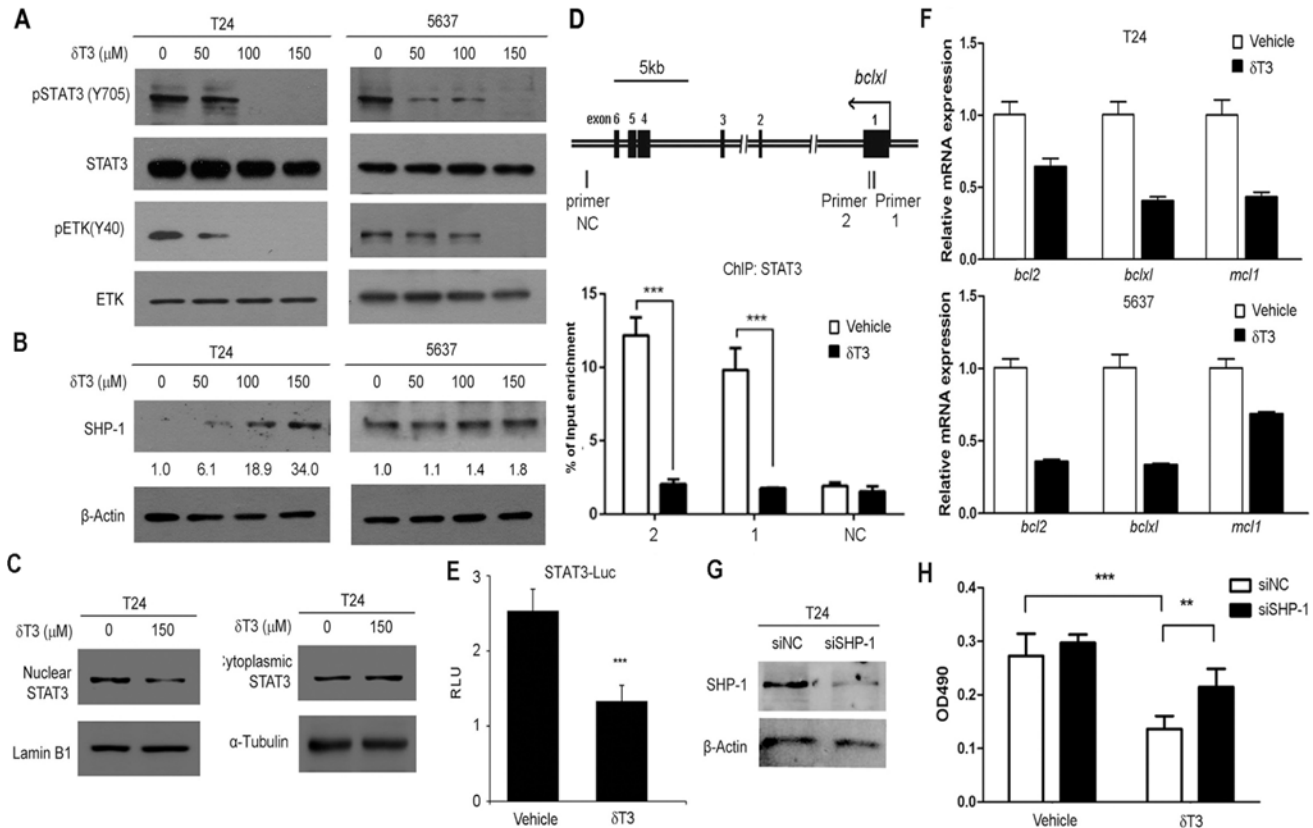 A
T24
5637
δT3 (μM)
0 50 100 150
0 50 100 150
pSTAT3 (Y705)
STAT3
pETK(Y40)
ETK
B
T24
5637
δT3 (μM)
0 50 100 150
0 50 100 150
SHP-1
1.0 6.1 18.9 34.0
1.0 1.1 1.4 1.8
β-Actin
C
T24
δT3 (μM)
0 150
Nuclear
STAT3
Lamin B1
T24
δT3 (μM)
0 150
:ytoplasmic
STAT3
α-Tubulin
D
5kb
bclxl
exon 6 5 4 3 2 1
primer
NC
Primer
2
Primer
1
ChIP: STAT3
% of Input enrichment
15
10
5
0
***
***
Vehicle
δT3
2 1 NC
E
STAT3-Luc
RLU
3
2
1
0
***
Vehicle δT3
F
T24
Relative mRNA expression
1.5
1.0
0.5
0.0
Vehicle
δT3
bcl2 bclxl mcl1
5637
Relative mRNA expression
1.5
1.0
0.5
0.0
Vehicle
δT3
bcl2 bclxl mcl1
G
T24
siNC siSHP-1
SHP-1
β-Actin
H
OD490
0.4
0.3
0.2
0.1
0.0
***
**
siNC
siSHP-1
Vehicle δT3